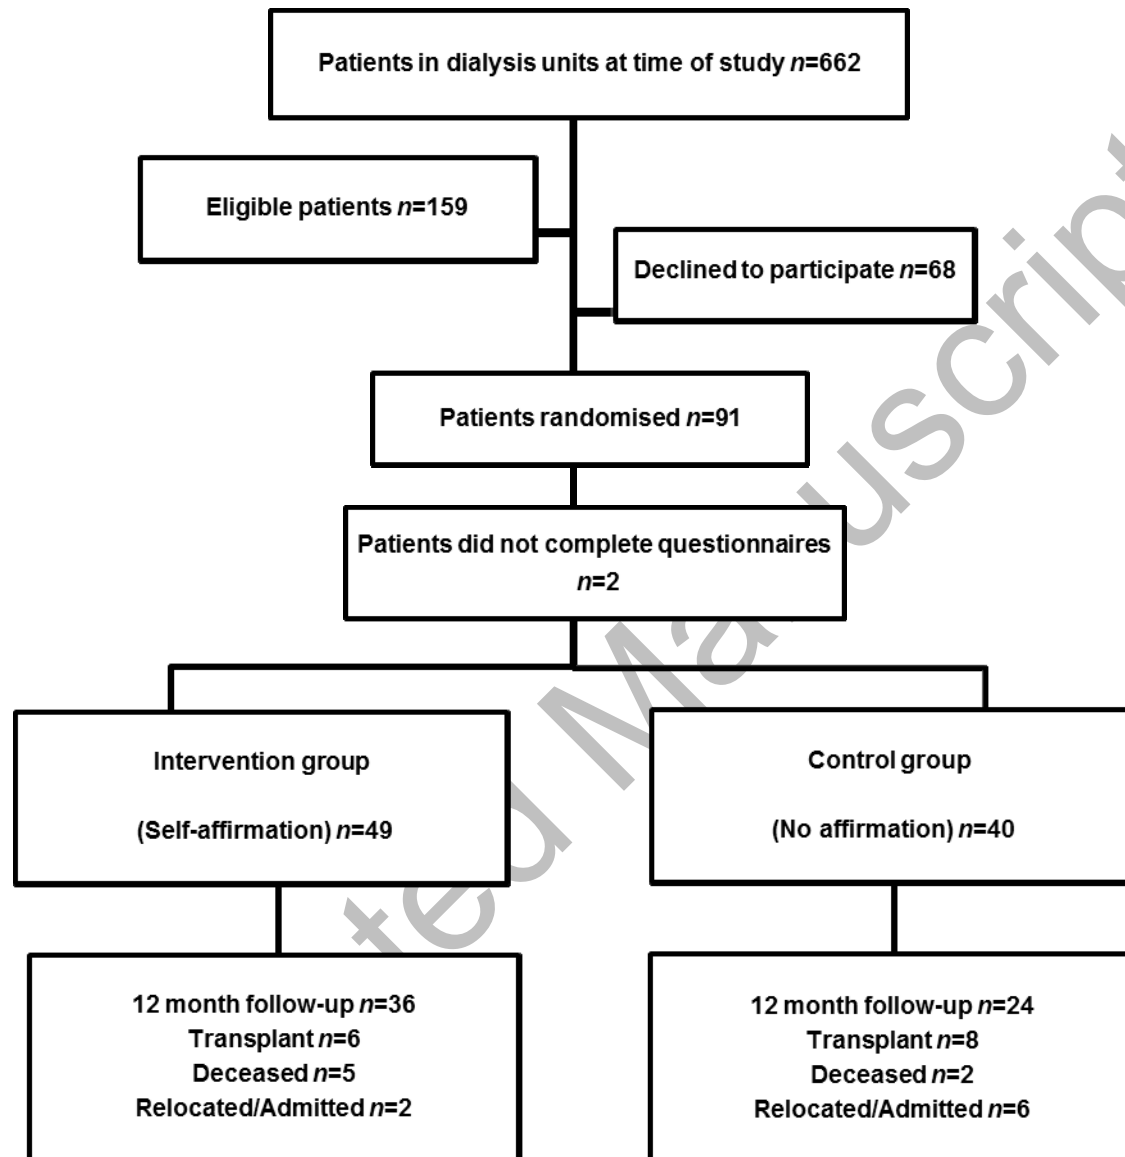 Patients in dialysis units at time of study n=662
Eligible patients n=159
Declined to participate n=68
Patients randomised n=91
Patients did not complete questionnaires
n=2
Intervention group
(Self-affirmation) n=49
Control group
(No affirmation) n=40
12 month follow-up n=36
Transplant n=6
Deceased n=5
Relocated/Admitted n=2
12 month follow-up n=24
Transplant n=8
Deceased n=2
Relocated/Admitted n=6